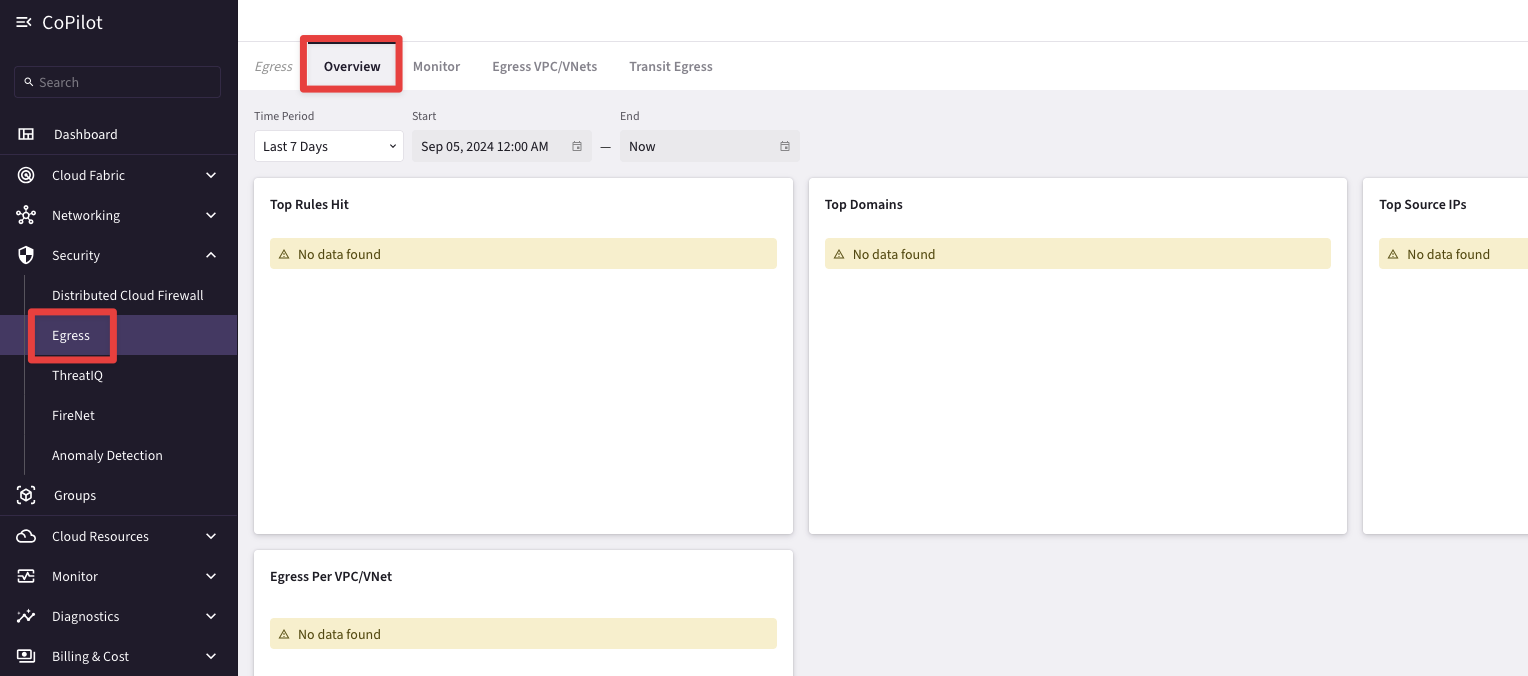 CoPilot
Search
Dashboard
Cloud Fabric
Networking
Security
Distributed Cloud Firewall
Egress
ThreatIQ
FireNet
Anomaly Detection
Groups
Cloud Resources
Monitor
Diagnostics
Billing & Cost
Egress Overview Monitor Egress VPC/VNets Transit Egress
Time Period Start End
Last 7 Days Sep 05, 2024 12:00 AM — Now
Top Rules Hit
No data found
Top Domains
No data found
Top Source IPs
No data found
Egress Per VPC/VNet
No data found